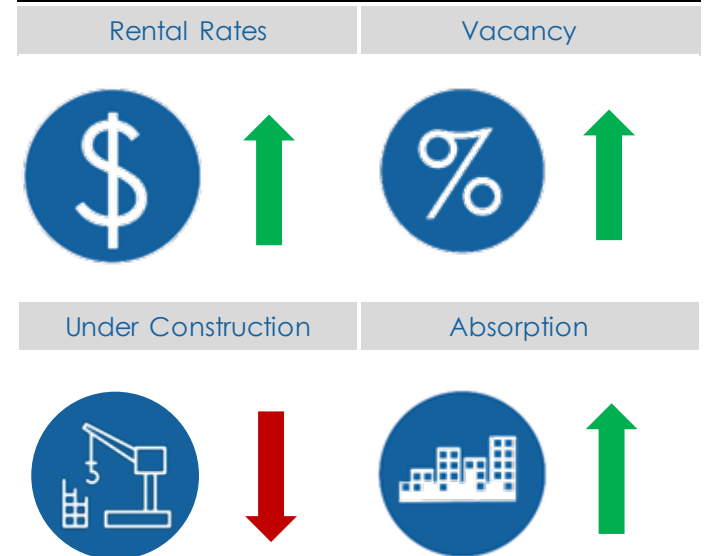 Rental Rates
Vacancy
$
%
Under Construction
Absorption